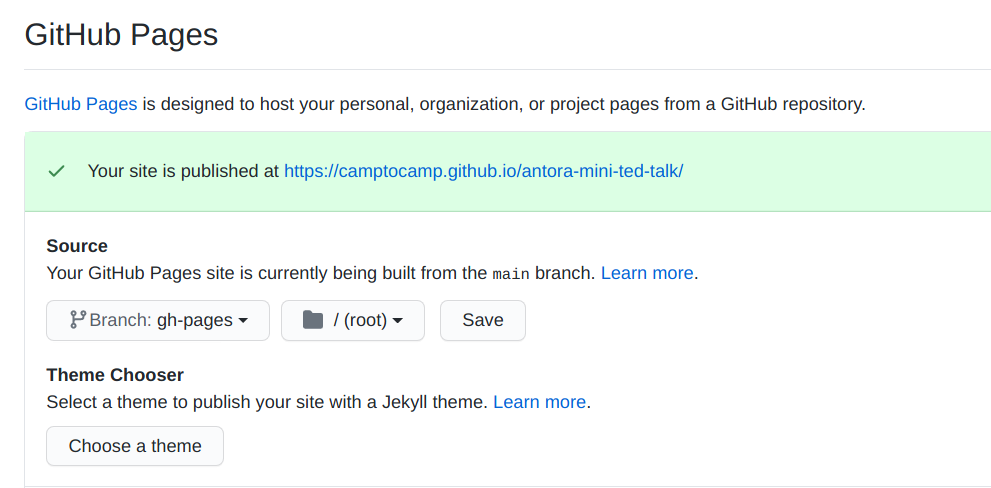 GitHub Pages
GitHub Pages is designed to host your personal, organization, or project pages from a GitHub repository.
Your site is published at https://camptocamp.github.io/antora-mini-ted-talk/
Source
Your GitHub Pages site is currently being built from the main branch. Learn more.
Branch: gh-pages / (root) Save
Theme Chooser
Select a theme to publish your site with a Jekyll theme. Learn more.
Choose a theme